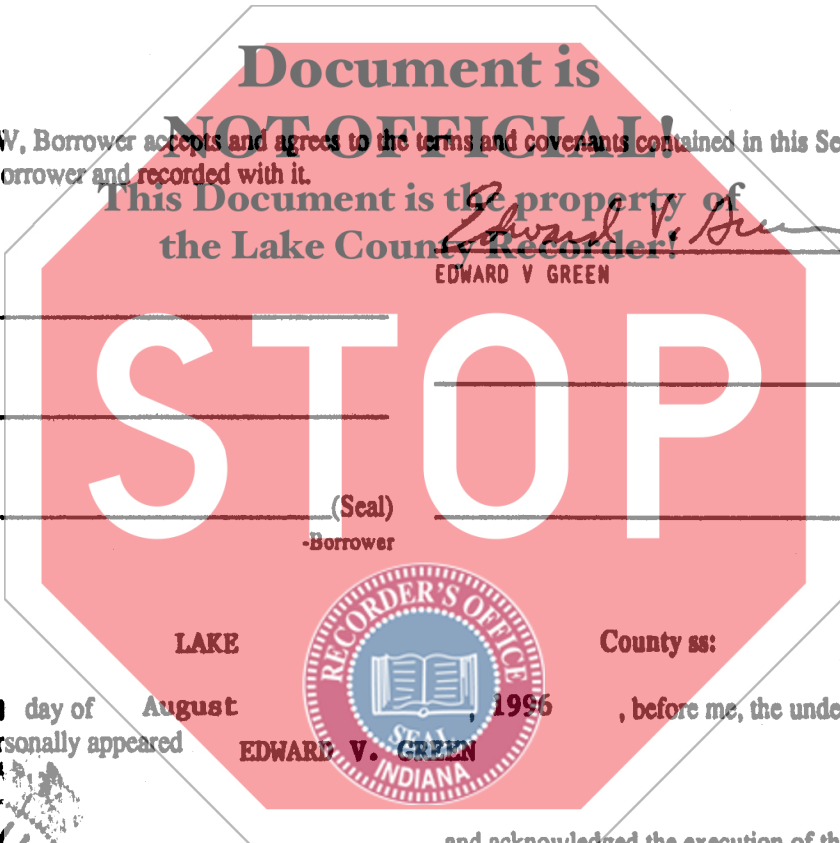 Document is
NOT OFFICIAL!
W, Borrower accepts and agrees to the terms and covenants contained in this Se
orrower and recorded with it.
This Document is the property of
the Lake County Recorder!
Edward V. Green
EDWARD V GREEN
STOP
(Seal)
-Borrower
RECORDER'S OFFICE
SEAL
INDIANA
LAKE County ss:
day of August , 1996 , before me, the unde
rsonally appeared EDWARD V. GREEN
and acknowledged the execution of th